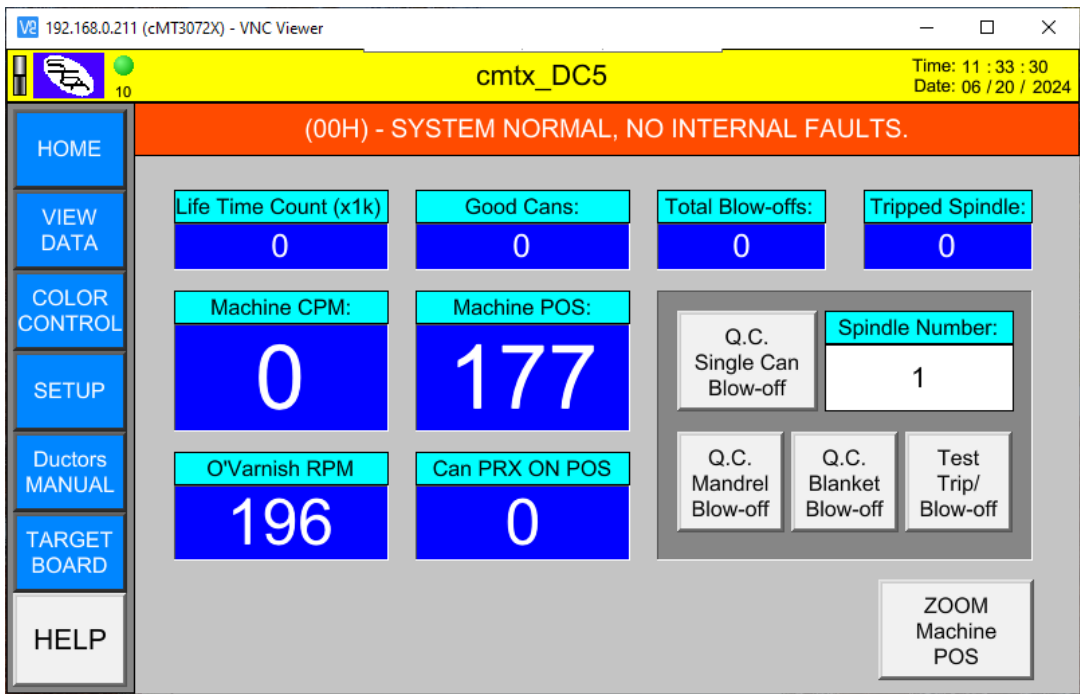 V2 192.168.0.211 (cMT3072X) - VNC Viewer
SEA
10
cmtx_DC5
Time: 11 : 33 : 30
Date: 06 / 20 / 2024
(00H) - SYSTEM NORMAL, NO INTERNAL FAULTS.
HOME
VIEW
DATA
COLOR
CONTROL
SETUP
Ductors
MANUAL
TARGET
BOARD
HELP
Life Time Count (x1k)
0
Good Cans:
0
Total Blow-offs:
0
Tripped Spindle:
0
Machine CPM:
0
Machine POS:
177
Q.C.
Single Can
Blow-off
Spindle Number:
1
O'Varnish RPM
196
Can PRX ON POS
0
Q.C.
Mandrel
Blow-off
Q.C.
Blanket
Blow-off
Test
Trip/
Blow-off
ZOOM
Machine
POS